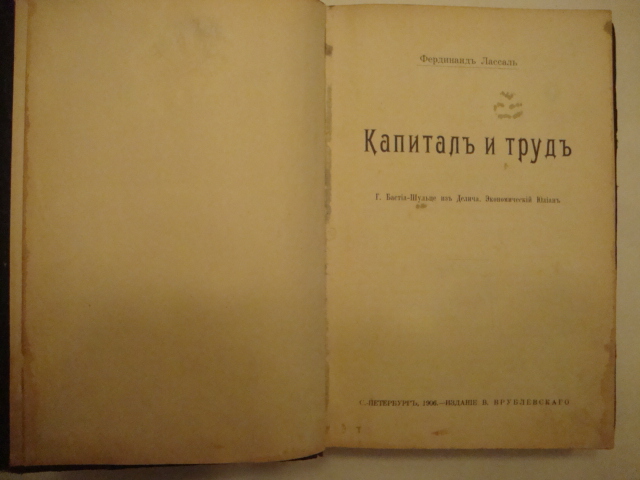 Фердинандъ Лассаль
Капиталъ и трудъ
Г. Бастіа-Шульце изъ Делича. Экономическій Юліанъ
С.-ПЕТЕРБУРГЪ, 1906.—ИЗДАНІЕ В. ВРУБЛЕВСКАГО